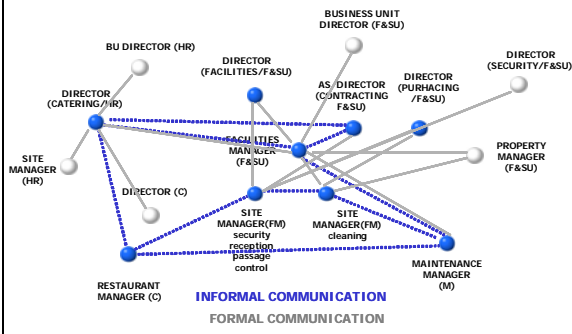 BUSINESS UNIT
DIRECTOR (F&SU)
BU DIRECTOR (HR)
DIRECTOR
(FACILITIES/F&SU)
DIRECTOR
(SECURITY/F&SU)
DIRECTOR
(CATERING/HR)
AS. DIRECTOR
(CONTRACTING
F&SU)
DIRECTOR
(PURHACING
/F&SU)
FACILITIES
MANAGER
(F&SU)
PROPERTY
MANAGER
(F&SU)
SITE
MANAGER
(HR)
DIRECTOR (C)
SITE
MANAGER(FM)
security
reception
passage
control
SITE
MANAGER(FM)
cleaning
MAINTENANCE
MANAGER
(M)
RESTAURANT
MANAGER (C)
INFORMAL COMMUNICATION
FORMAL COMMUNICATION